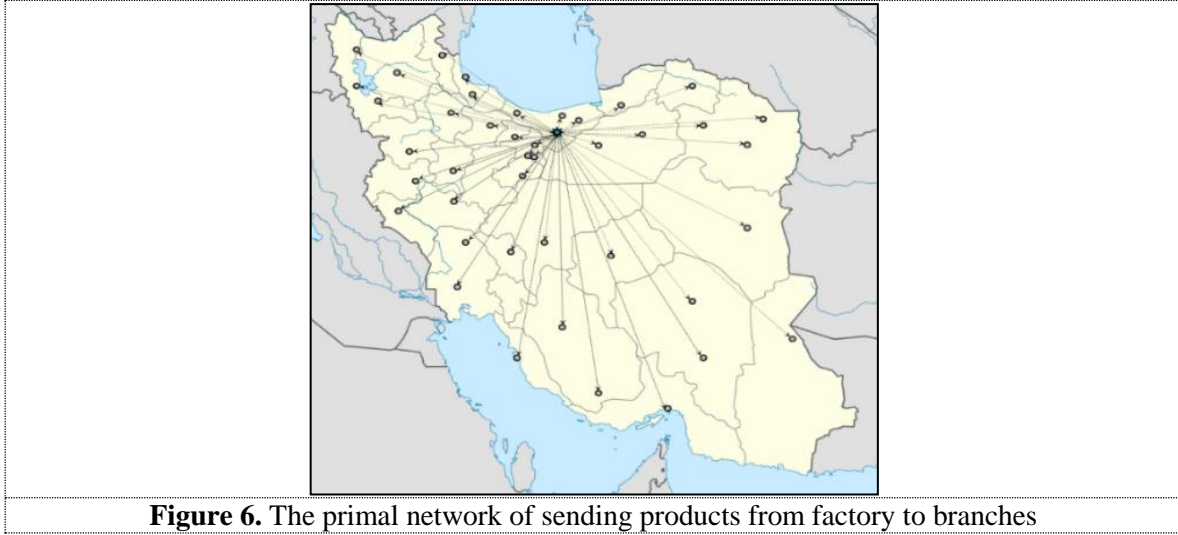 Figure 6. The primal network of sending products from factory to branches